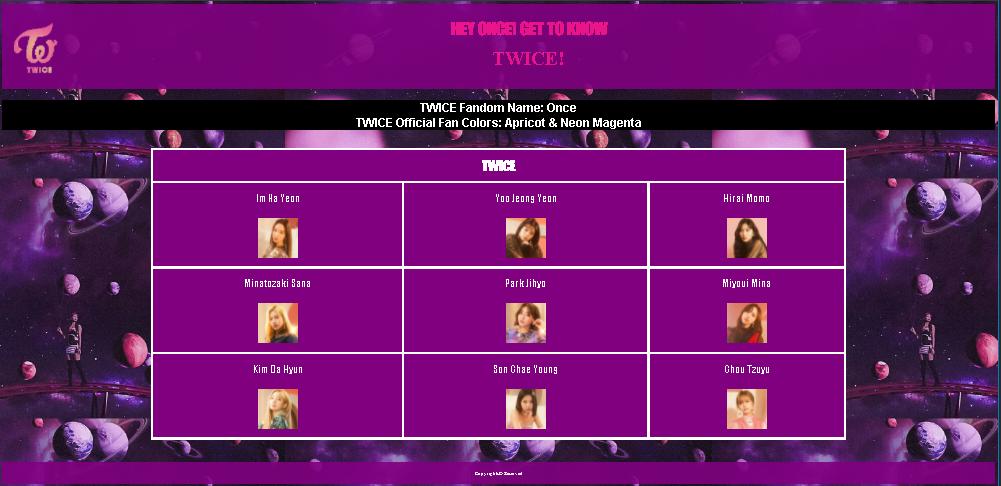 TWICE
HEY ONCE! GET TO KNOW
TWICE!
TWICE Fandom Name: Once
TWICE Official Fan Colors: Apricot & Neon Magenta
TWICE
Im Na Yeon
Yoo Jeong Yeon
Hirai Momo
Minatozaki Sana
Park Jihyo
Miyoui Mina
Kim Da Hyun
Son Chae Young
Chou Tzuyu